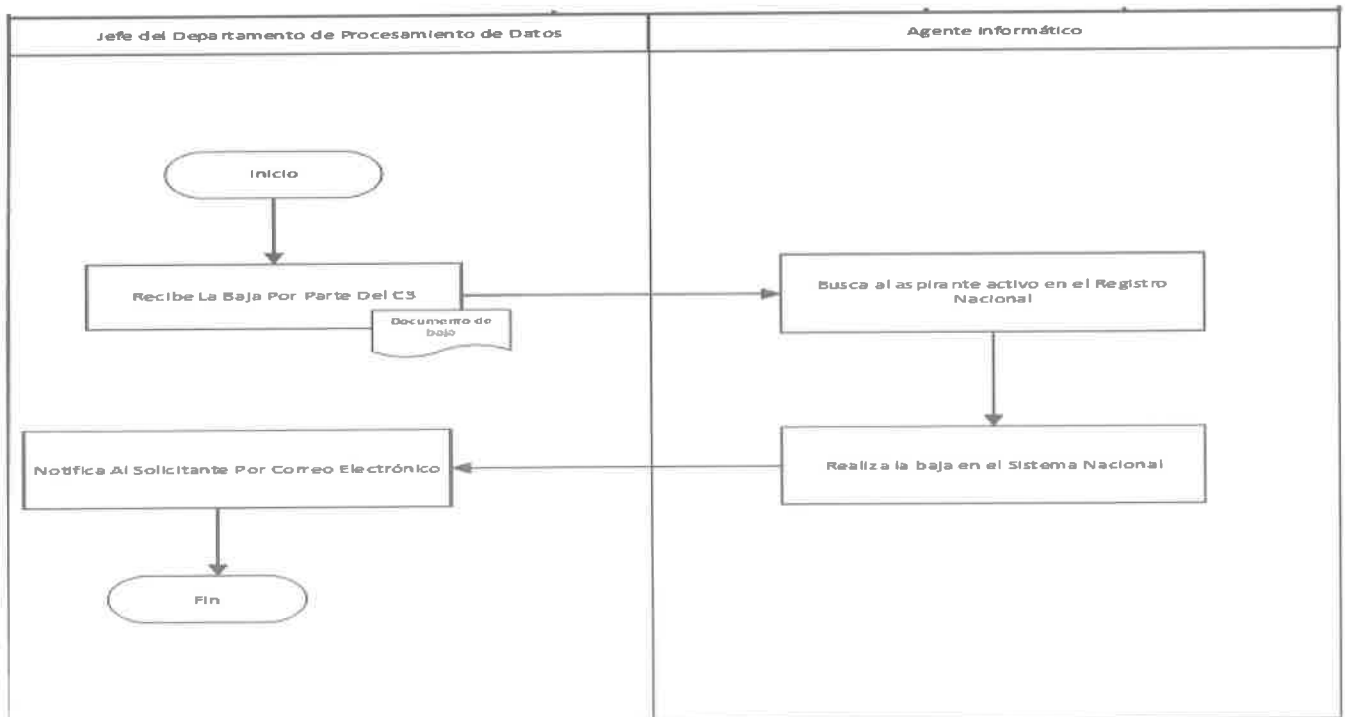 Jefe del Departamento de Procesamiento de Datos
Agente Informático
Inicio
Recibe La Baja Por Parte Del C3
Documento de
baja
Busca al aspirante activo en el Registro
Nacional
Realiza la baja en el Sistema Nacional
Notifica Al Solicitante Por Correo Electrónico
Fin